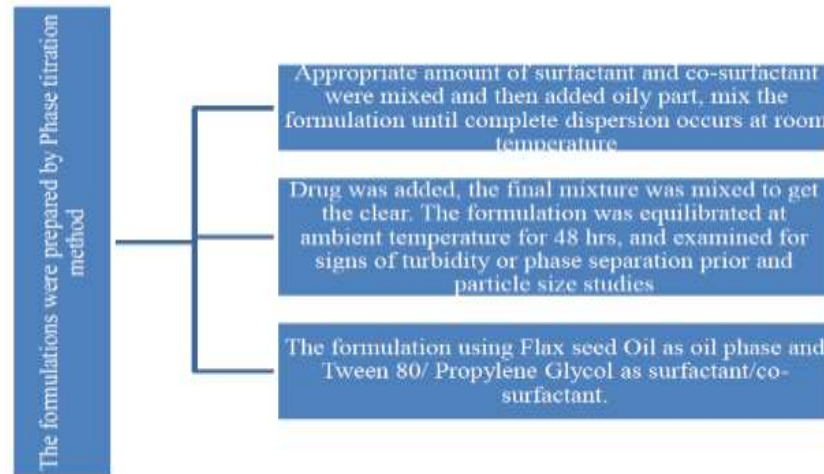 The formulations were prepared by Phase titration
method
Appropriate amount of surfactant and co-surfactant
were mixed and then added oily part, mix the
formulation until complete dispersion occurs at room
temperature
Drug was added, the final mixture was mixed to get
the clear. The formulation was equilibrated at
ambient temperature for 48 hrs, and examined for
signs of turbidity or phase separation prior and
particle size studies
The formulation using Flax seed Oil as oil phase and
Tween 80/ Propylene Glycol as surfactant/co-
surfactant.